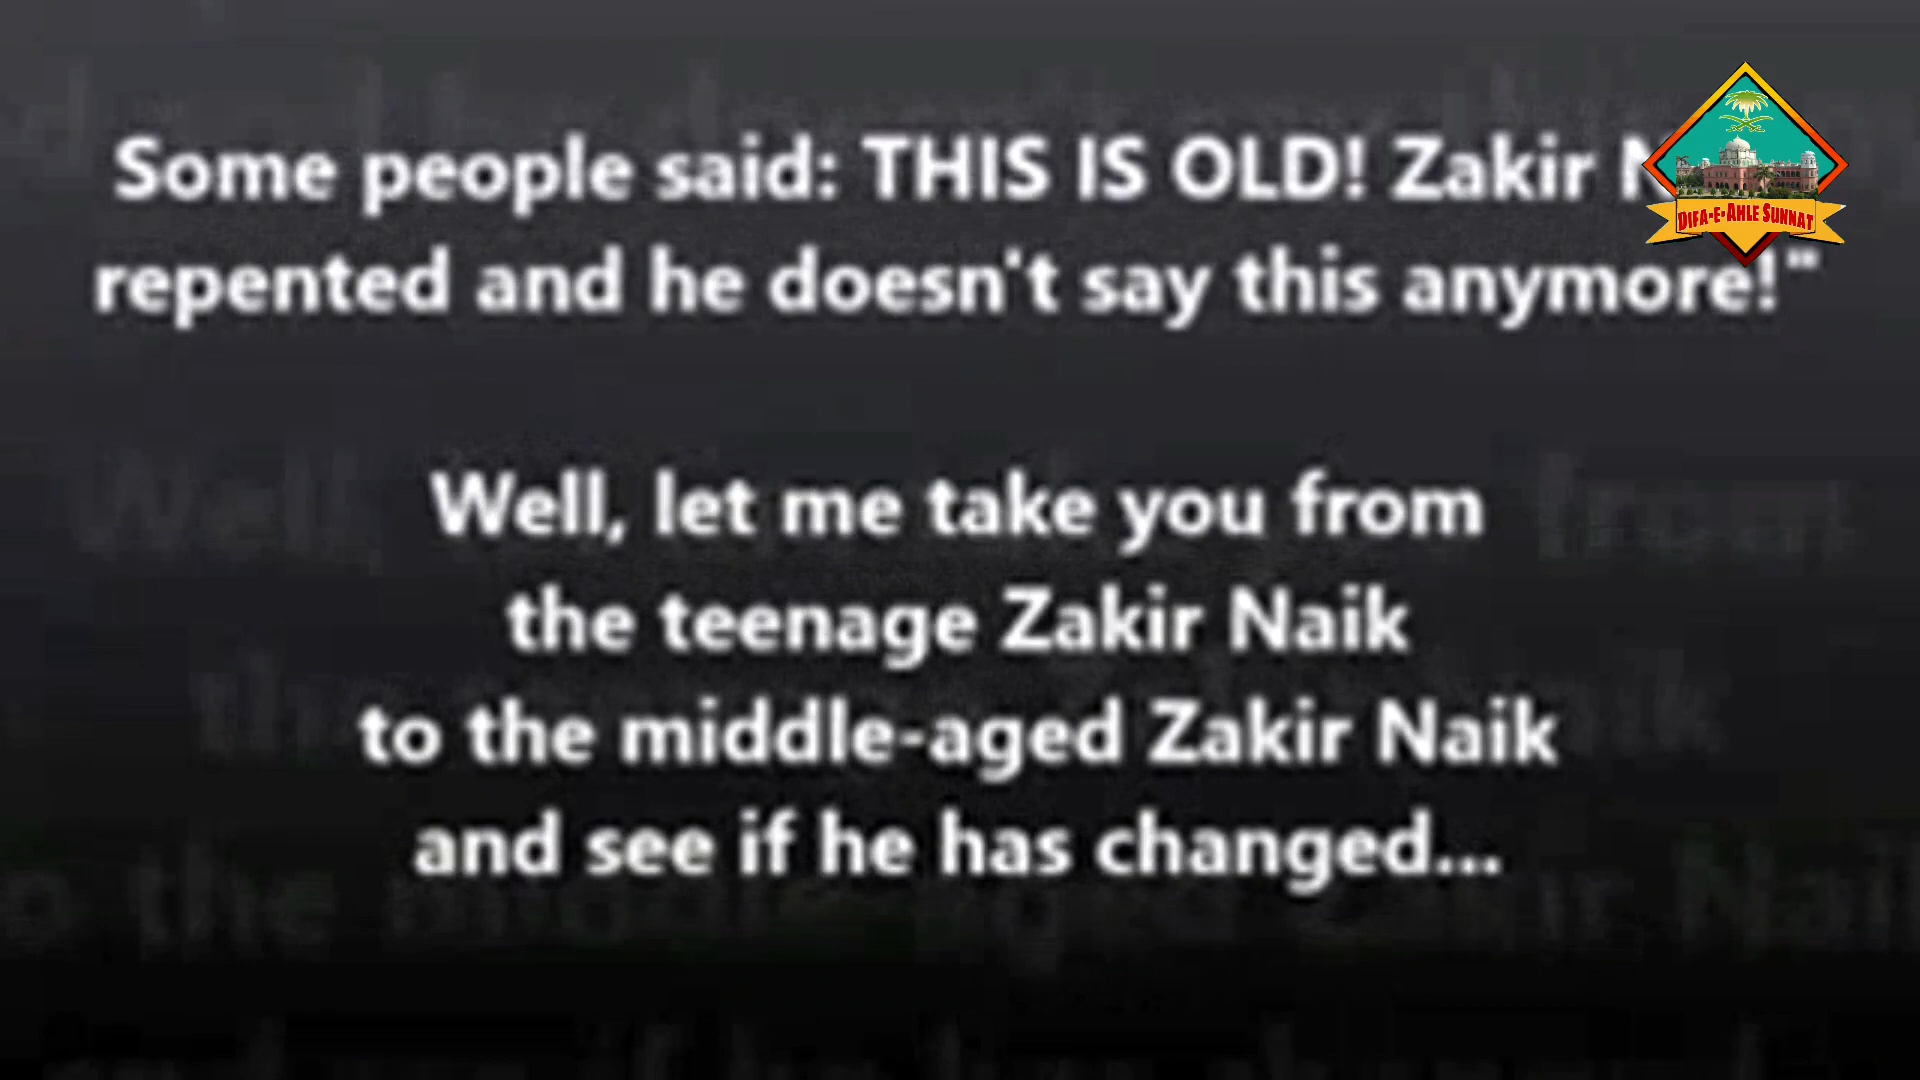 Some people said: THIS IS OLD! Zakir
repented and he doesn't say this anymore!"
Well, let me take you from
the teenage Zakir Naik
to the middle-aged Zakir Naik
and see if he has changed...
DIFA-E-AHLE SUNNAT